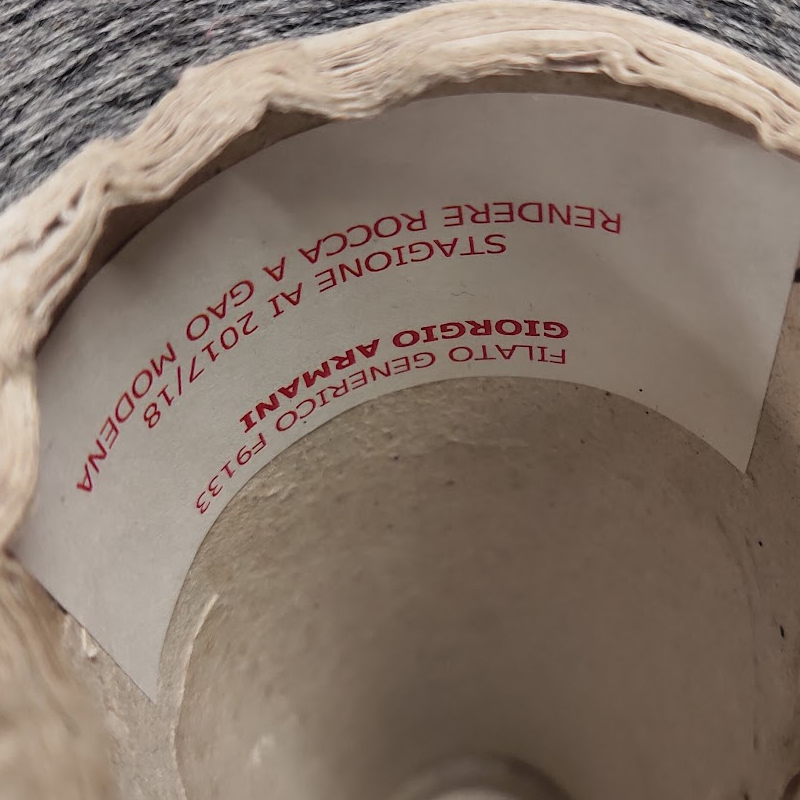 FILATO GENERICO F9133
GIORGIO ARMANI
STAGIONE AI 2017/18
RENDERE ROCCA A GAO MODENA